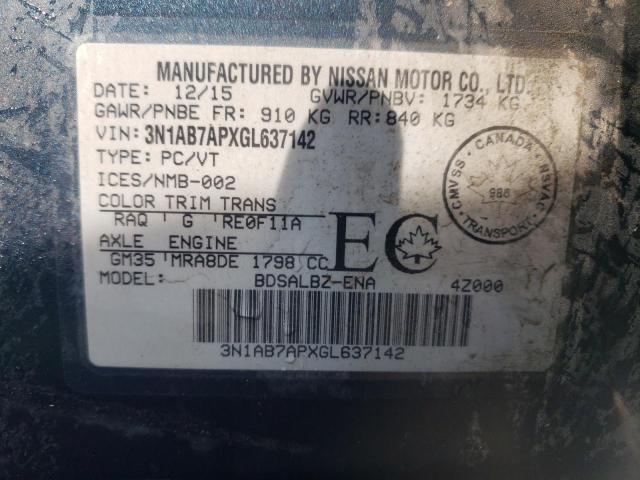 MANUFACTURED BY NISSAN MOTOR CO., LTD.
DATE: 12/15 GVWR/PNBV: 1734 KG
GAWR/PNBE FR: 910 KG RR: 840 KG
VIN: 3N1AB7APXGL637142
TYPE: PC/VT
ICES/NMB-002
COLOR TRIM TRANS
RAQ G RE0F11A
AXLE ENGINE
GM35 MRA8DE 1798 CC
EC
MODEL: BDSALBZ-ENA 4Z000
3N1AB7APXGL637142
CANADA
CMVSS NSVAC
986
TRANSPORT